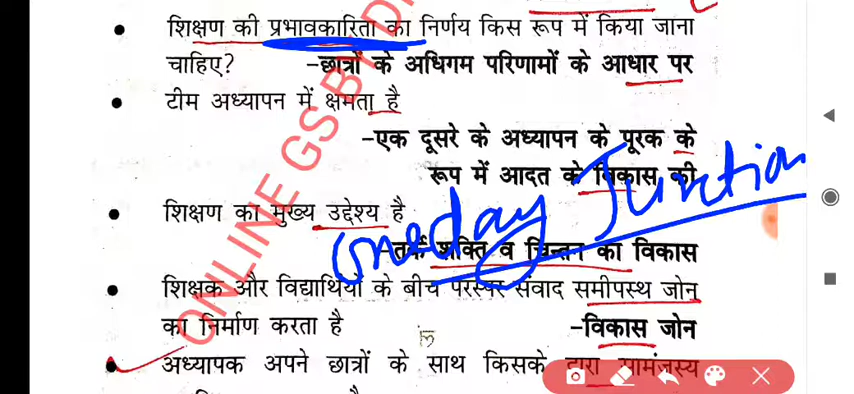 शिक्षण की प्रभावकारिता का निर्णय किस रूप में किया जाना
चाहिए? -छात्रों के अधिगम परिणामों के आधार पर
टीम अध्यापन में क्षमता है
-एक दूसरे के अध्यापन के पूरक के
रूप में आदत के विकास की
शिक्षण का मुख्य उद्देश्य है
-तर्क शक्ति व चिन्तन का विकास
शिक्षक और विद्यार्थियों के बीच परस्पर संवाद समीपस्थ जोन
का निर्माण करता है -विकास जोन
अध्यापक अपने छात्रों के साथ किसके द्वारा सामंजस्य
ONLINE GS BY
oneday Junction